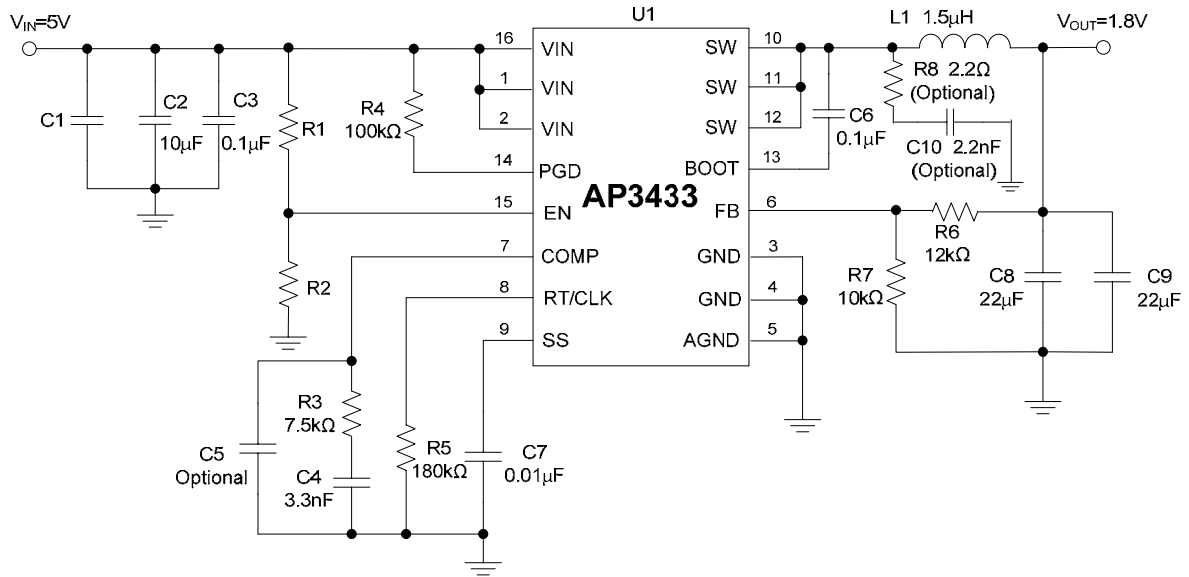 U1
V_IN=5V
L1 1.5μH
V_OUT=1.8V
16 VIN
SW 10
1 VIN
SW 11
2 VIN
SW 12
14 PGD
BOOT 13
AP3433
15 EN
FB 6
7 COMP
GND 3
8 RT/CLK
GND 4
9 SS
AGND 5
C1
C2
10μF
C3
0.1μF
R1
R4
100kΩ
R2
C6
0.1μF
R8 2.2Ω
(Optional)
C10 2.2nF
(Optional)
R6
12kΩ
R7
10kΩ
C8
22μF
C9
22μF
R3
7.5kΩ
C5
Optional
C4
3.3nF
R5
180kΩ
C7
0.01μF